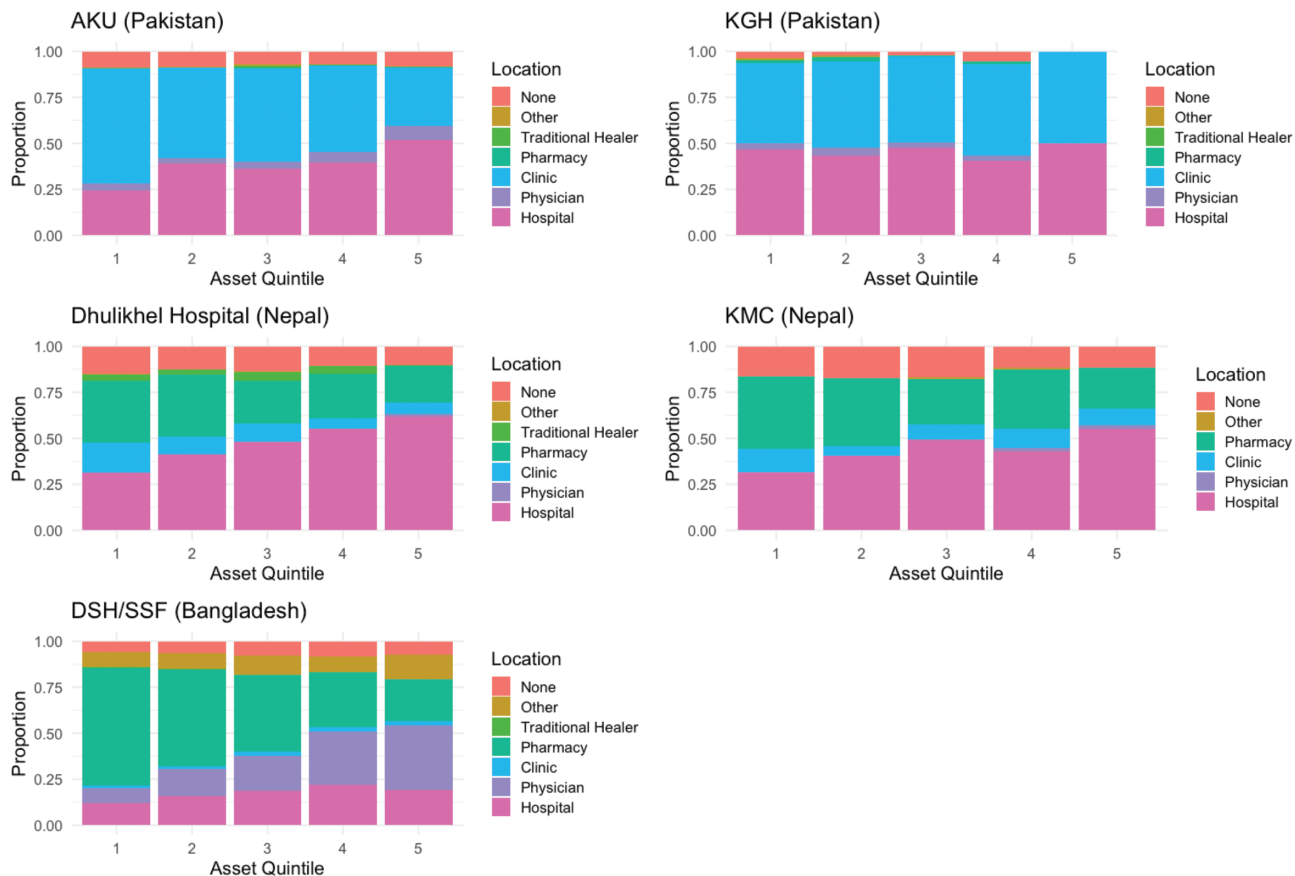 AKU (Pakistan)
1.00
0.75
0.50
0.25
0.00
Proportion
1 2 3 4 5
Asset Quintile
Location
None
Other
Traditional Healer
Pharmacy
Clinic
Physician
Hospital
KGH (Pakistan)
1.00
0.75
0.50
0.25
0.00
Proportion
1 2 3 4 5
Asset Quintile
Location
None
Other
Traditional Healer
Pharmacy
Clinic
Physician
Hospital
Dhulikhel Hospital (Nepal)
1.00
0.75
0.50
0.25
0.00
Proportion
1 2 3 4 5
Asset Quintile
Location
None
Other
Traditional Healer
Pharmacy
Clinic
Physician
Hospital
KMC (Nepal)
1.00
0.75
0.50
0.25
0.00
Proportion
1 2 3 4 5
Asset Quintile
Location
None
Other
Pharmacy
Clinic
Physician
Hospital
DSH/SSF (Bangladesh)
1.00
0.75
0.50
0.25
0.00
Proportion
1 2 3 4 5
Asset Quintile
Location
None
Other
Traditional Healer
Pharmacy
Clinic
Physician
Hospital